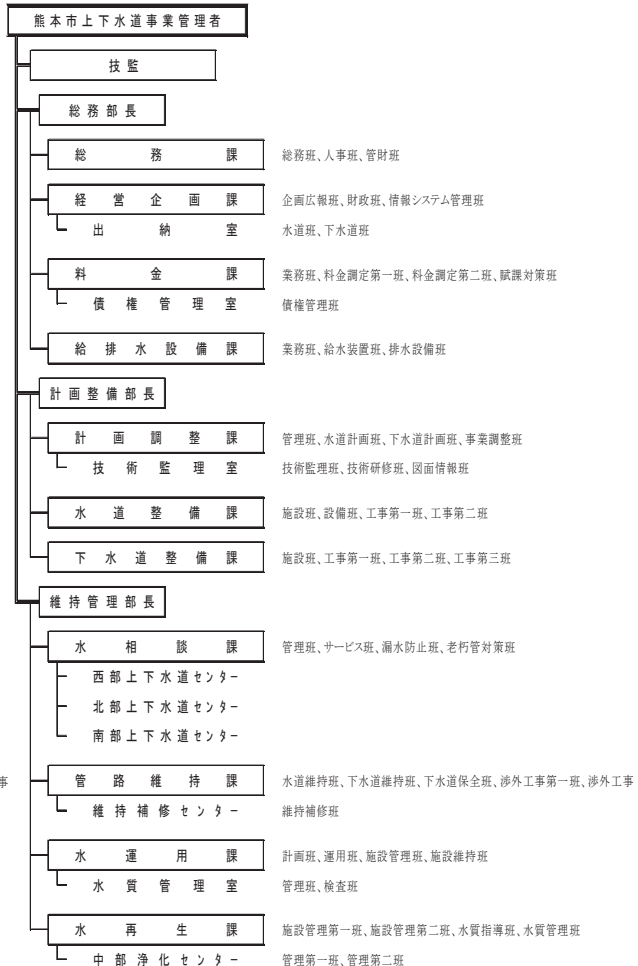 熊本市上下水道事業管理者
技監
総務部長
総務課 総務班、人事班、管財班
経営企画課 企画広報班、財政班、情報システム管理班
出納室 水道班、下水道班
料金課 業務班、料金調定第一班、料金調定第二班、賦課対策班
債権管理室 債権管理班
給排水設備課 業務班、給水装置班、排水設備班
計画整備部長
計画調整課 管理班、水道計画班、下水道計画班、事業調整班
技術監理室 技術監理班、技術研修班、図面情報班
水道整備課 施設班、設備班、工事第一班、工事第二班
下水道整備課 施設班、工事第一班、工事第二班、工事第三班
維持管理部長
水相談課 管理班、サービス班、漏水防止班、老朽管対策班
西部上下水道センター
北部上下水道センター
南部上下水道センター
事 管路維持課 水道維持班、下水道維持班、下水道保全班、渉外工事第一班、渉外工事
維持補修センター 維持補修班
水運用課 計画班、運用班、施設管理班、施設維持班
水質管理室 管理班、検査班
水再生課 施設管理第一班、施設管理第二班、水質指導班、水質管理班
中部浄化センター 管理第一班、管理第二班